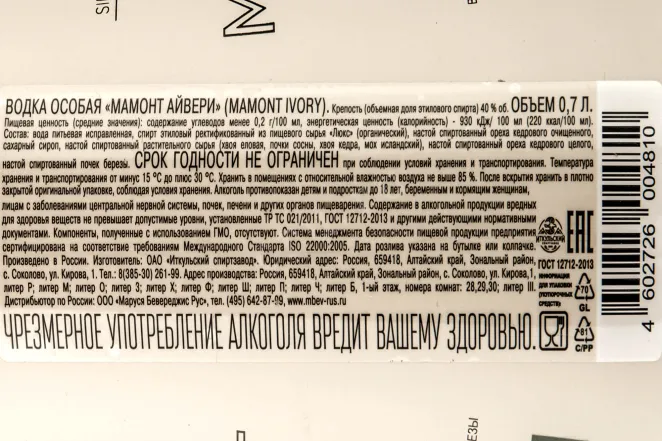 ВОДКА ОСОБАЯ «МАМОНТ АЙВЕРИ» (MAMONT IVORY). Крепость (объемная доля этилового спирта) 40 % об. ОБЪЕМ 0,7 Л.
Пищевая ценность (средние значения): содержание углеводов менее 0,2 г/100 мл, энергетическая ценность (калорийность) - 930 кДж/ 100 мл (220 ккал/100 мл).
Состав: вода питьевая исправленная, спирт этиловый ректификованный из пищевого сырья «Люкс» (органический), настой спиртованный ореха кедрового очищенного,
сахарный сироп, настой спиртованный растительного сырья (хвоя еловая, почки сосны, хвоя кедра, мох исландский), настой спиртованный ореха кедрового целого,
настой спиртованный почек березы. СРОК ГОДНОСТИ НЕ ОГРАНИЧЕН при соблюдении условий хранения и транспортирования. Температура
хранения и транспортирования от минус 15 °C до плюс 30 °C. Хранить в помещениях с относительной влажностью воздуха не выше 85 %. После вскрытия хранить в плотно
закрытой оригинальной упаковке, соблюдая условия хранения. Алкоголь противопоказан детям и подросткам до 18 лет, беременным и кормящим женщинам,
лицам с заболеваниями центральной нервной системы, почек, печени и других органов пищеварения. Содержание в алкогольной продукции вредных
для здоровья веществ не превышает допустимые уровни, установленные ТР ТС 021/2011, ГОСТ 12712-2013 и другими действующими нормативными
документами. Компоненты, полученные с использованием ГМО, отсутствуют. Система менеджмента безопасности пищевой продукции предприятия
сертифицирована на соответствие требованиям Международного Стандарта ISO 22000:2005. Дата розлива указана на бутылке или колпачке.
Произведено в России. Изготовитель: ОАО «Иткульский спиртзавод». Юридический адрес: Россия, 659418, Алтайский край, Зональный район,
с. Соколово, ул. Кирова, 1. Тел.: 8(385-30) 261-99. Адрес производства: Россия, 659418, Алтайский край, Зональный район, с. Соколово, ул. Кирова, 1,
литер Р; литер М; литер О; литер 3; литер Х; литер Ф; литер Ш; литер П; литер Ч; литер Б, 1-ый этаж, номера комнат: 28,29,30; литер III.
Дистрибьютор по России: ООО «Маруся Бевереджис Рус», тел. (495) 642-87-99, www.mbev-rus.ru
ЧРЕЗМЕРНОЕ УПОТРЕБЛЕНИЕ АЛКОГОЛЯ ВРЕДИТ ВАШЕМУ ЗДОРОВЬЮ.
ИТКУЛЬСКИЙ
EAC
ГОСТ 12712-2013
ИНФОРМАЦИЯ
ДЛЯ УПАКОВКИ
(УКУПОРОЧНЫХ
СРЕДСТВ)
70
GL
81
C/PP
4 602726 004810